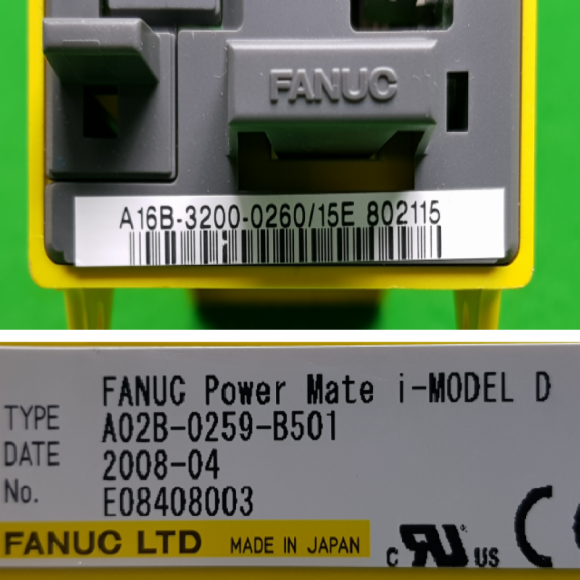 FANUC
A16B-3200-0260/15E 802115
FANUC Power Mate i-MODEL D
TYPE A02B-0259-B501
DATE 2008-04
No. E08408003
FANUC LTD MADE IN JAPAN
c RU US CE